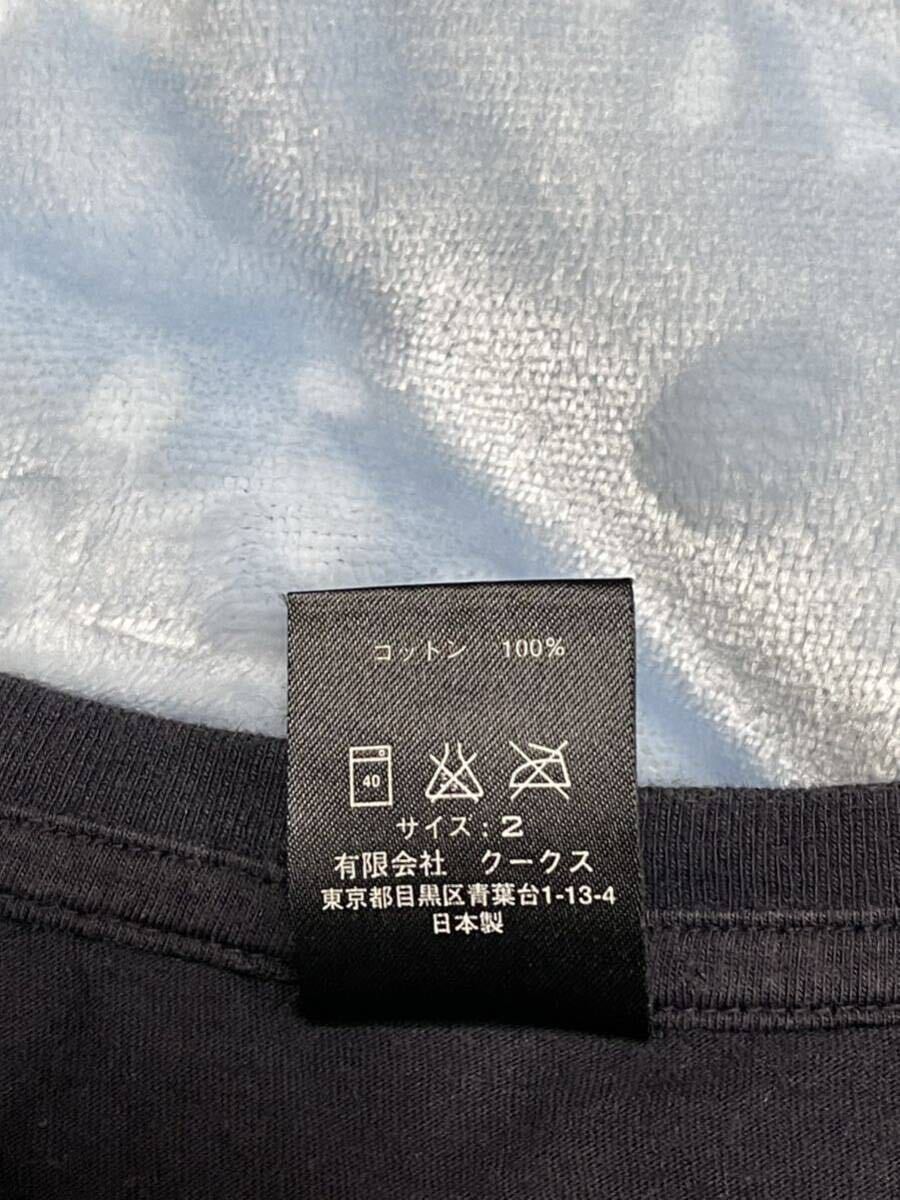 コットン 100%
40
サイズ：2
有限会社 クークス
東京都目黒区青葉台1-13-4
日本製